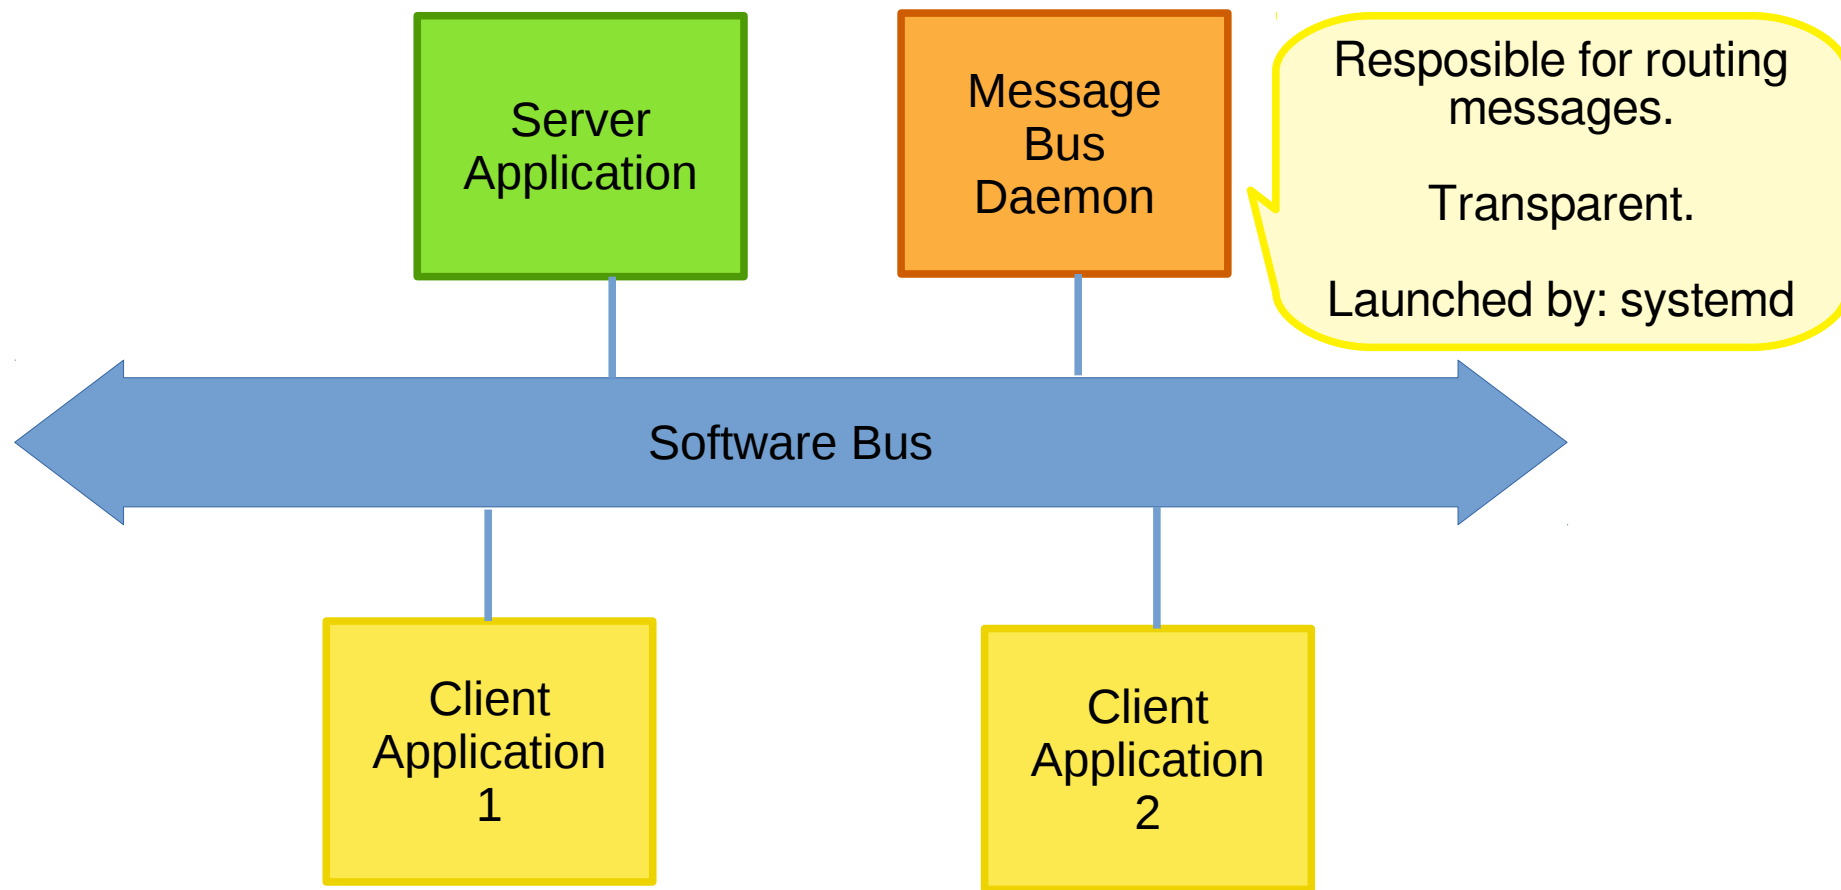 Server
Application
Message
Bus
Daemon
Resposible for routing
messages.
Transparent.
Launched by: systemd
Software Bus
Client
Application
1
Client
Application
2